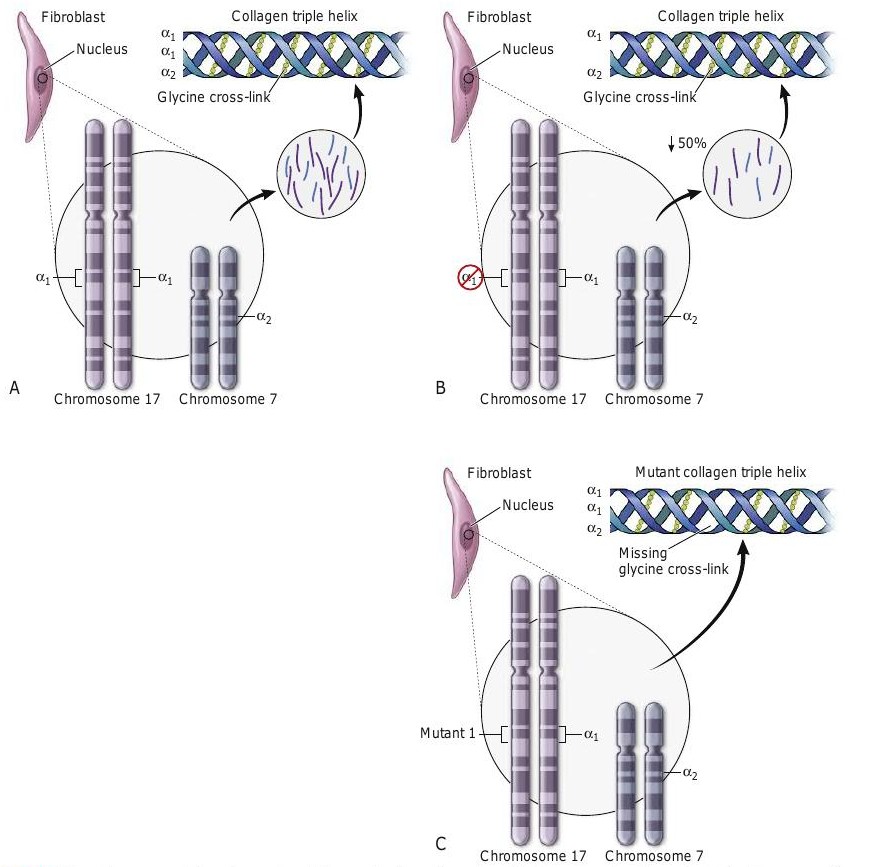 Fibroblast
Nucleus
Collagen triple helix
α1
α1
α2
Glycine cross-link
α1
α1
α2
A
Chromosome 17
Chromosome 7
Fibroblast
Nucleus
Collagen triple helix
α1
α2
Glycine cross-link
↓ 50%
α1
α1
α2
B
Chromosome 17
Chromosome 7
Fibroblast
Nucleus
Mutant collagen triple helix
α1
α1
α2
Missing
glycine cross-link
Mutant 1
α1
α2
C
Chromosome 17
Chromosome 7